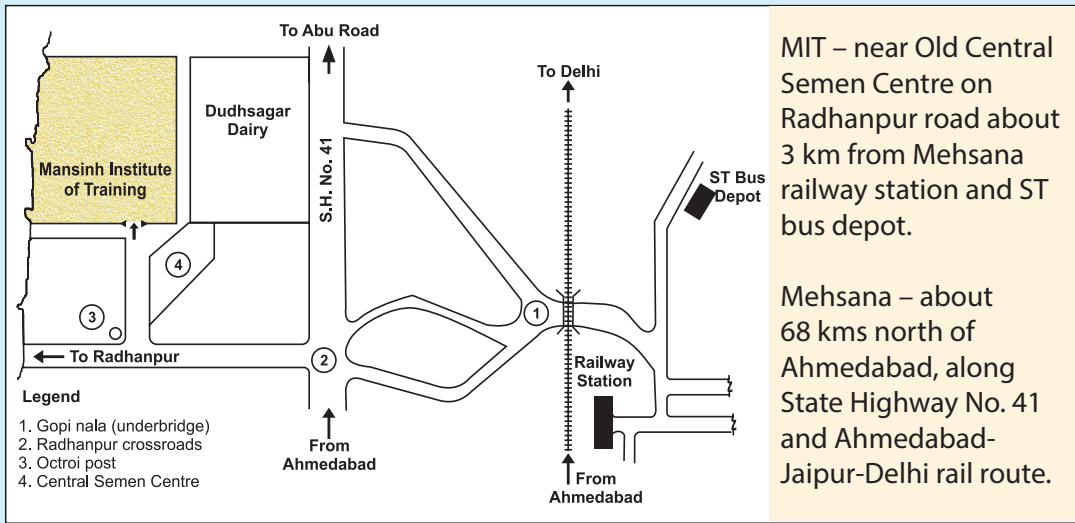 To Abu Road
To Delhi
Dudhsagar
Dairy
S.H. No. 41
Mansinh Institute
of Training
ST Bus
Depot
4
3
1
2
To Radhanpur
Railway
Station
Legend
1. Gopi nala (underbridge)
2. Radhanpur crossroads
3. Octroi post
4. Central Semen Centre
From
Ahmedabad
From
Ahmedabad
MIT – near Old Central
Semen Centre on
Radhanpur road about
3 km from Mehsana
railway station and ST
bus depot.
Mehsana – about
68 kms north of
Ahmedabad, along
State Highway No. 41
and Ahmedabad-
Jaipur-Delhi rail route.